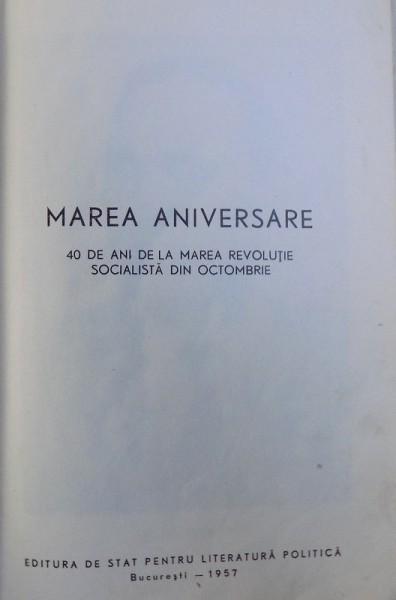 MAREA ANIVERSARE
40 DE ANI DE LA MAREA REVOLUȚIE
SOCIALISTĂ DIN OCTOMBRIE
EDITURA DE STAT PENTRU LITERATURĂ POLITICĂ
București — 1957